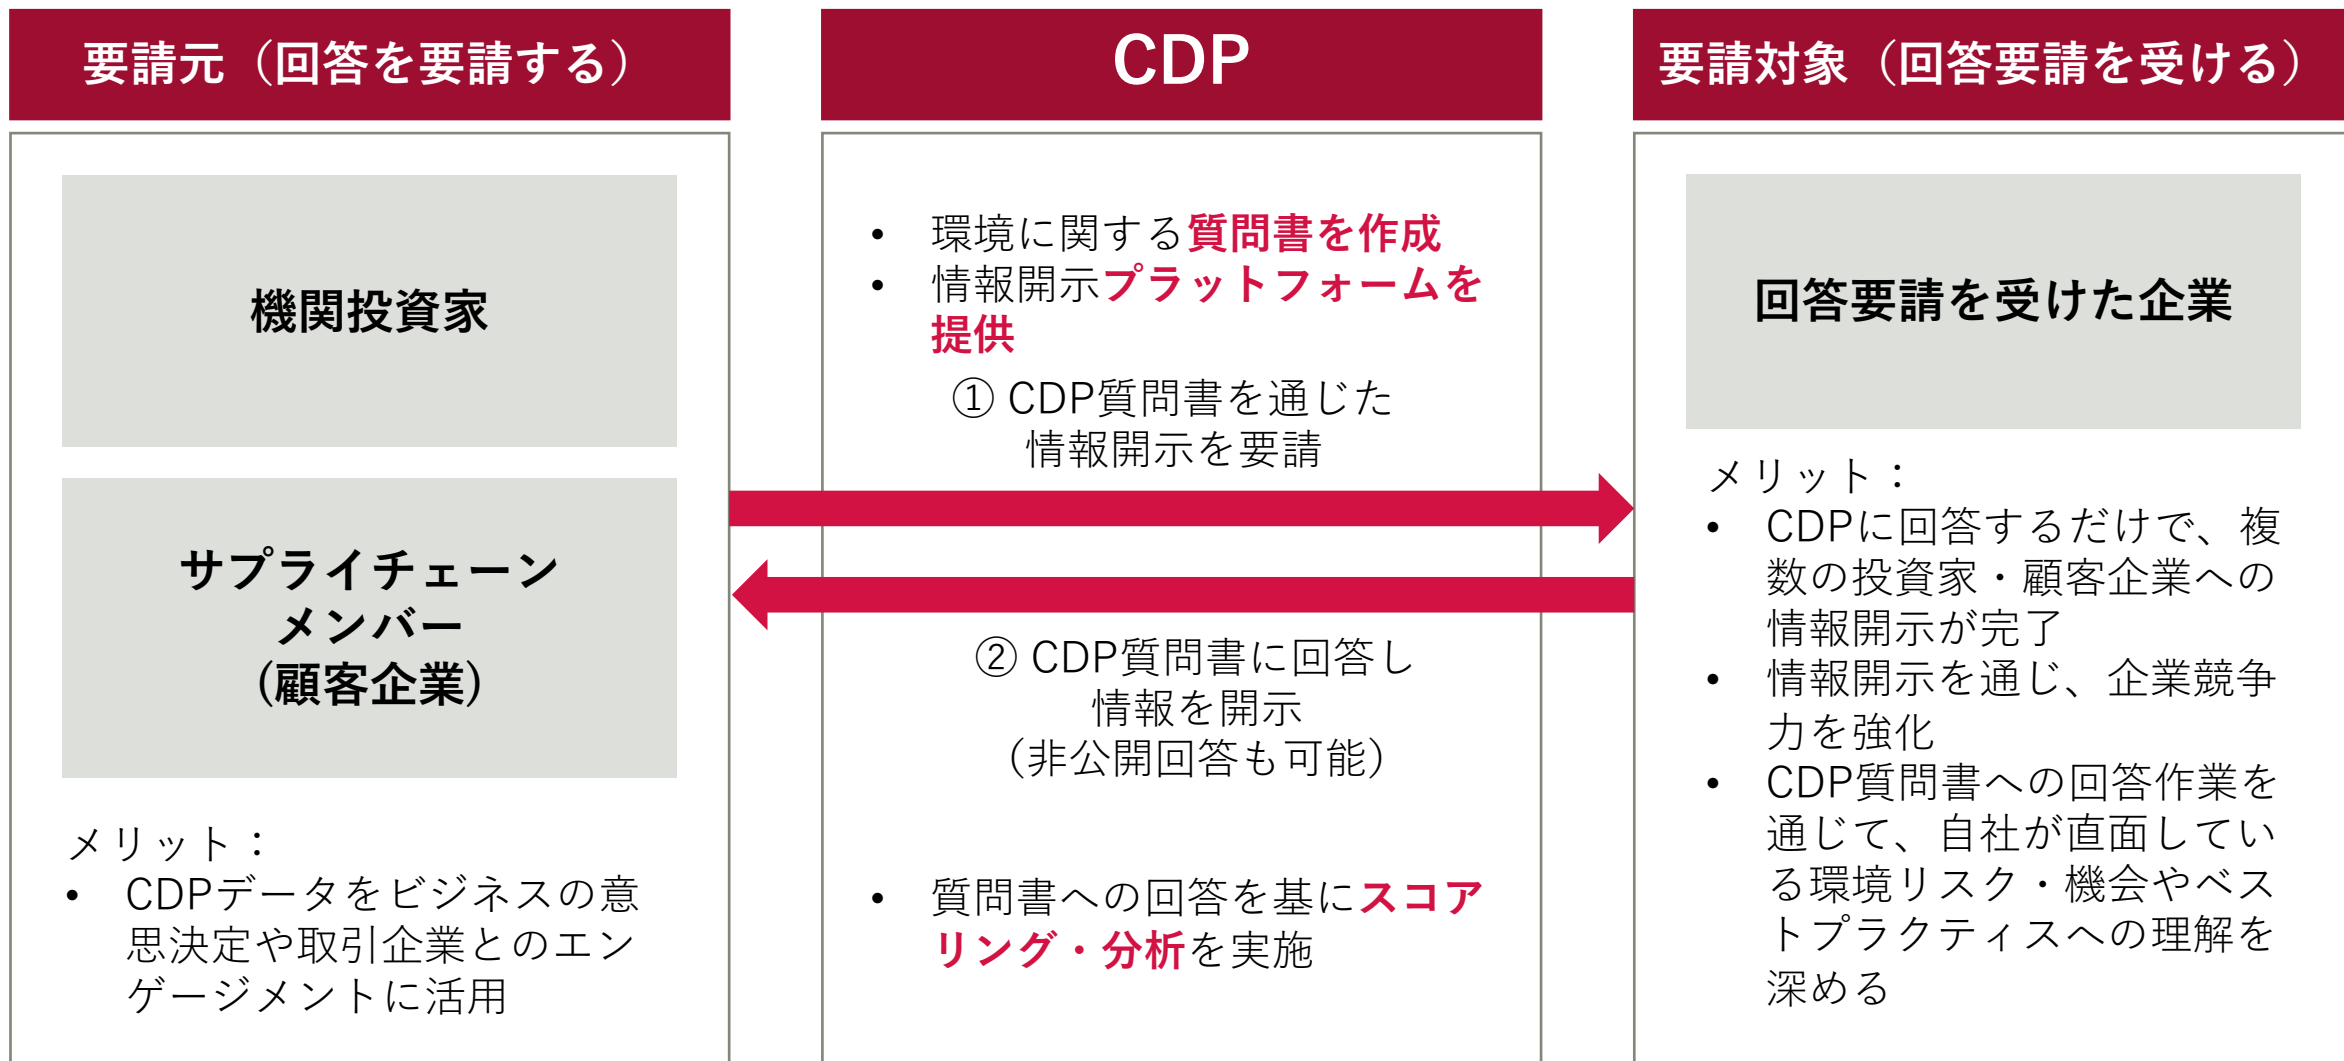 要請元（回答を要請する）
機関投資家
サプライチェーン
メンバー
(顧客企業)
メリット：
• CDPデータをビジネスの意
思決定や取引企業とのエン
ゲージメントに活用
CDP
• 環境に関する質問書を作成
• 情報開示プラットフォームを
提供
① CDP質問書を通じた
情報開示を要請
② CDP質問書に回答し
情報を開示
（非公開回答も可能）
• 質問書への回答を基にスコア
リング・分析を実施
要請対象（回答要請を受ける）
回答要請を受けた企業
メリット：
• CDPに回答するだけで、複
数の投資家・顧客企業への
情報開示が完了
• 情報開示を通じ、企業競争
力を強化
• CDP質問書への回答作業を
通じて、自社が直面してい
る環境リスク・機会やベス
トプラクティスへの理解を
深める